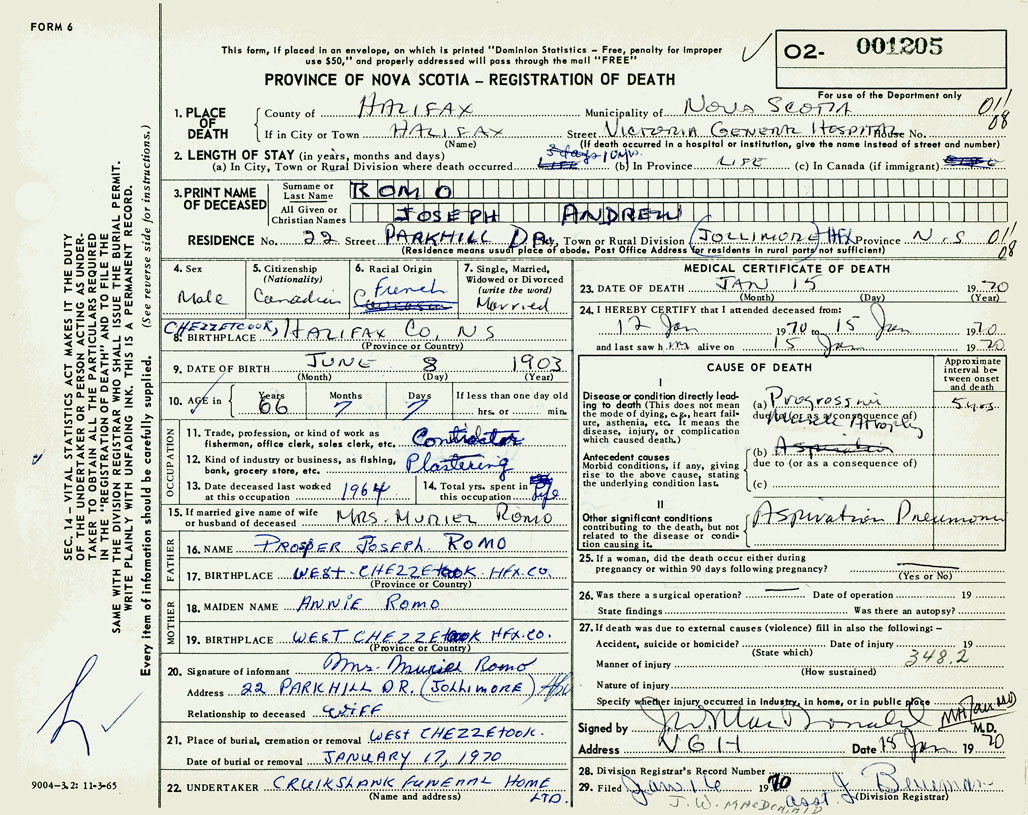 FORM 6
This form, if placed in an envelope, on which is printed "Dominion Statistics – Free, penalty for improper
use $50," and properly addressed will pass through the mail "FREE"
PROVINCE OF NOVA SCOTIA – REGISTRATION OF DEATH
O2- 001205
For use of the Department only
1. PLACE OF DEATH
County of HALIFAX Municipality of NOVA SCOTIA 011
If in City or Town HALIFAX Street VICTORIA GENERAL HOSPITAL House No. 08
(Name) (If death occurred in a hospital or institution, give the name instead of street and number)
2. LENGTH OF STAY (in years, months and days)
(a) In City, Town or Rural Division where death occurred 3 days (b) In Province LIFE (c) In Canada (if immigrant)
3. PRINT NAME OF DECEASED
Surname or Last Name ROMO
All Given or Christian Names JOSEPH ANDREW
RESIDENCE No. 22 Street PARKHILL DR. City, Town or Rural Division (JOLLIMORE) HFX Province N.S 011
(Residence means usual place of abode. Post Office Address for residents in rural parts not sufficient) 08
4. Sex Male
5. Citizenship (Nationality) Canadian
6. Racial Origin French
7. Single, Married, Widowed or Divorced (write the word) Married
8. BIRTHPLACE CHEZZETCOOK, HALIFAX CO, NS
(Province or Country)
9. DATE OF BIRTH JUNE 8 1903
(Month) (Day) (Year)
10. AGE in Years 66 Months 7 Days 7 If less than one day old hrs. or min.
OCCUPATION
11. Trade, profession, or kind of work as fisherman, office clerk, sales clerk, etc. Contractor
12. Kind of industry or business, as fishing, bank, grocery store, etc. Plastering
13. Date deceased last worked at this occupation 1964
14. Total yrs. spent in this occupation Life
15. If married give name of wife or husband of deceased MRS. MURIEL ROMO
FATHER
16. NAME PROSPER JOSEPH. ROMO
17. BIRTHPLACE WEST CHEZZETCOOK HFX. CO.
(Province or Country)
MOTHER
18. MAIDEN NAME ANNIE ROMO
19. BIRTHPLACE WEST CHEZZETCOOK HFX. CO.
(Province or Country)
20. Signature of informant Mrs. Muriel Romo
Address 22 PARKHILL DR. (JOLLIMORE) Hfx
Relationship to deceased WIFE
21. Place of burial, cremation or removal WEST CHEZZETCOOK.
Date of burial or removal JANUARY 17, 1970
22. UNDERTAKER CRUIKSHANK FUNERAL HOME LTD.
(Name and address)
MEDICAL CERTIFICATE OF DEATH
23. DATE OF DEATH JAN 15 1970
(Month) (Day) (Year)
24. I HEREBY CERTIFY that I attended deceased from:
12 Jan 1970 to 15 Jan 1970
and last saw him alive on 15 Jan 1970
CAUSE OF DEATH
Approximate interval between onset and death
I
Disease or condition directly leading to death (This does not mean the mode of dying, e.g., heart failure, asthenia, etc. It means the disease, injury, or complication which caused death.)
(a) Progressive 5 yrs.
due to (or as a consequence of)
Muscle Atrophy
Antecedent causes
Morbid conditions, if any, giving rise to the above cause, stating the underlying condition last.
(b) Aspiration
due to (or as a consequence of)
(c)
II
Other significant conditions contributing to the death, but not related to the disease or condition causing it.
Aspiration Pneumonia
25. If a woman, did the death occur either during pregnancy or within 90 days following pregnancy?
(Yes or No)
26. Was there a surgical operation? Date of operation 19
State findings Was there an autopsy?
27. If death was due to external causes (violence) fill in also the following: –
Accident, suicide or homicide? Date of injury 19
(State which) 348.2
Manner of injury
(How sustained)
Nature of injury
Specify whether injury occurred in industry, in home, or in public place
Signed by J. W. MacDonald M.D.
Address V G H Date 15 Jan 1970
28. Division Registrar's Record Number
29. Filed Jan 16 1970 asst
(Division Registrar)
J. W. MACDONALD
SEC. 14 – VITAL STATISTICS ACT MAKES IT THE DUTY
OF THE UNDERTAKER OR PERSON ACTING AS UNDER-
TAKER TO OBTAIN ALL THE PARTICULARS REQUIRED
IN THE "REGISTRATION OF DEATH" AND TO FILE THE
SAME WITH THE DIVISION REGISTRAR WHO SHALL ISSUE THE BURIAL PERMIT.
WRITE PLAINLY WITH UNFADING INK. THIS IS A PERMANENT RECORD.
Every item of information should be carefully supplied. (See reverse side for instructions.)
9004–3.2: 11-3-65